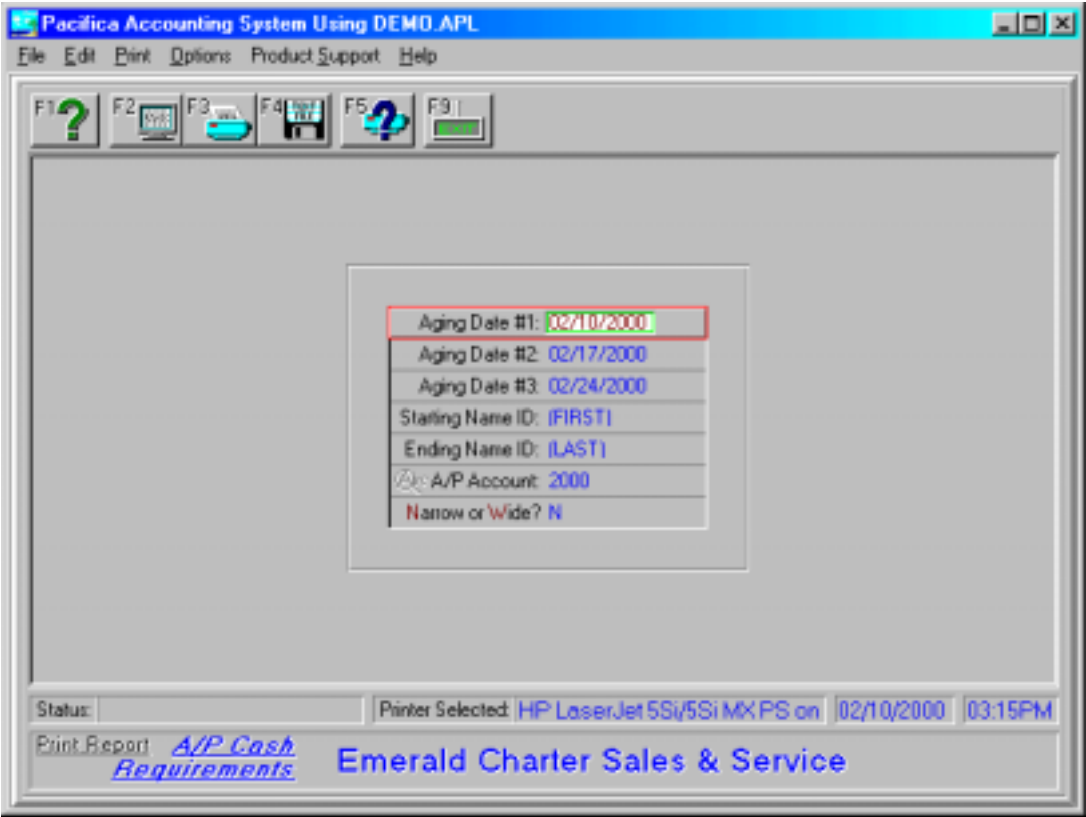 Pacifica Accounting System Using DEMO.APL
File Edit Print Options Product Support Help
F1 F2 F3 F4 F5 F9
Aging Date #1: 02/10/2000
Aging Date #2: 02/17/2000
Aging Date #3: 02/24/2000
Starting Name ID: (FIRST)
Ending Name ID: (LAST)
A/P Account: 2000
Narrow or Wide? N
Status: Printer Selected: HP LaserJet 5Si/5Si MX PS on 02/10/2000 03:15PM
Print Report A/P Cash
Requirements Emerald Charter Sales & Service